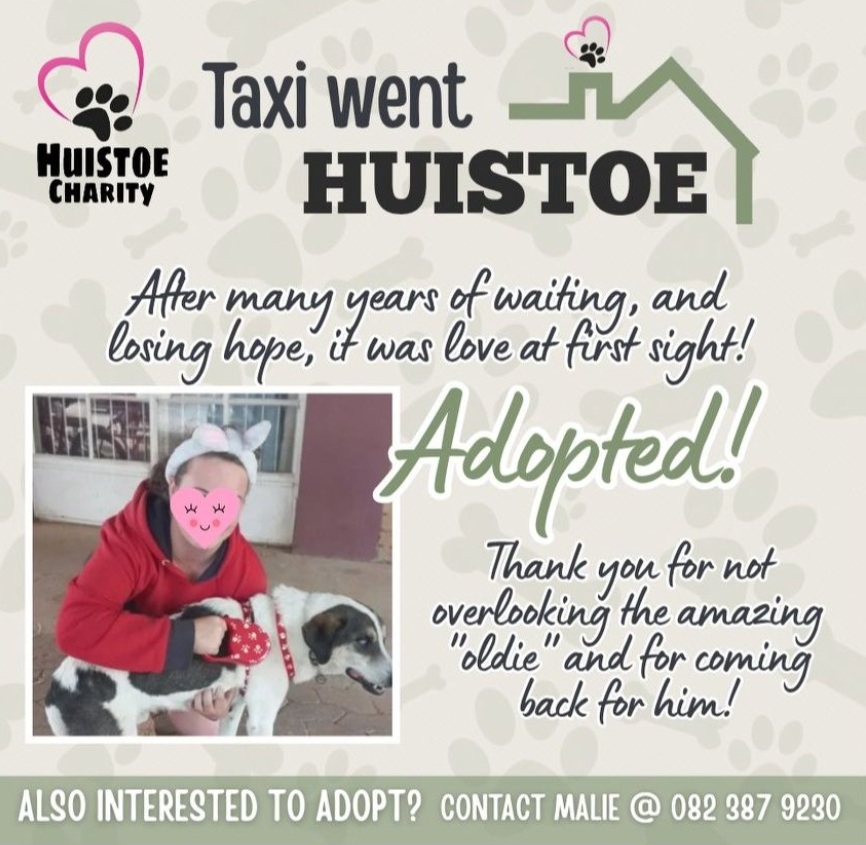 HUISTOE
CHARITY
Taxi went
HUISTOE
After many years of waiting, and
losing hope, it was love at first sight!
Adopted!
Thank you for not
overlooking the amazing
"oldie" and for coming
back for him!
ALSO INTERESTED TO ADOPT? CONTACT MALIE @ 082 387 9230